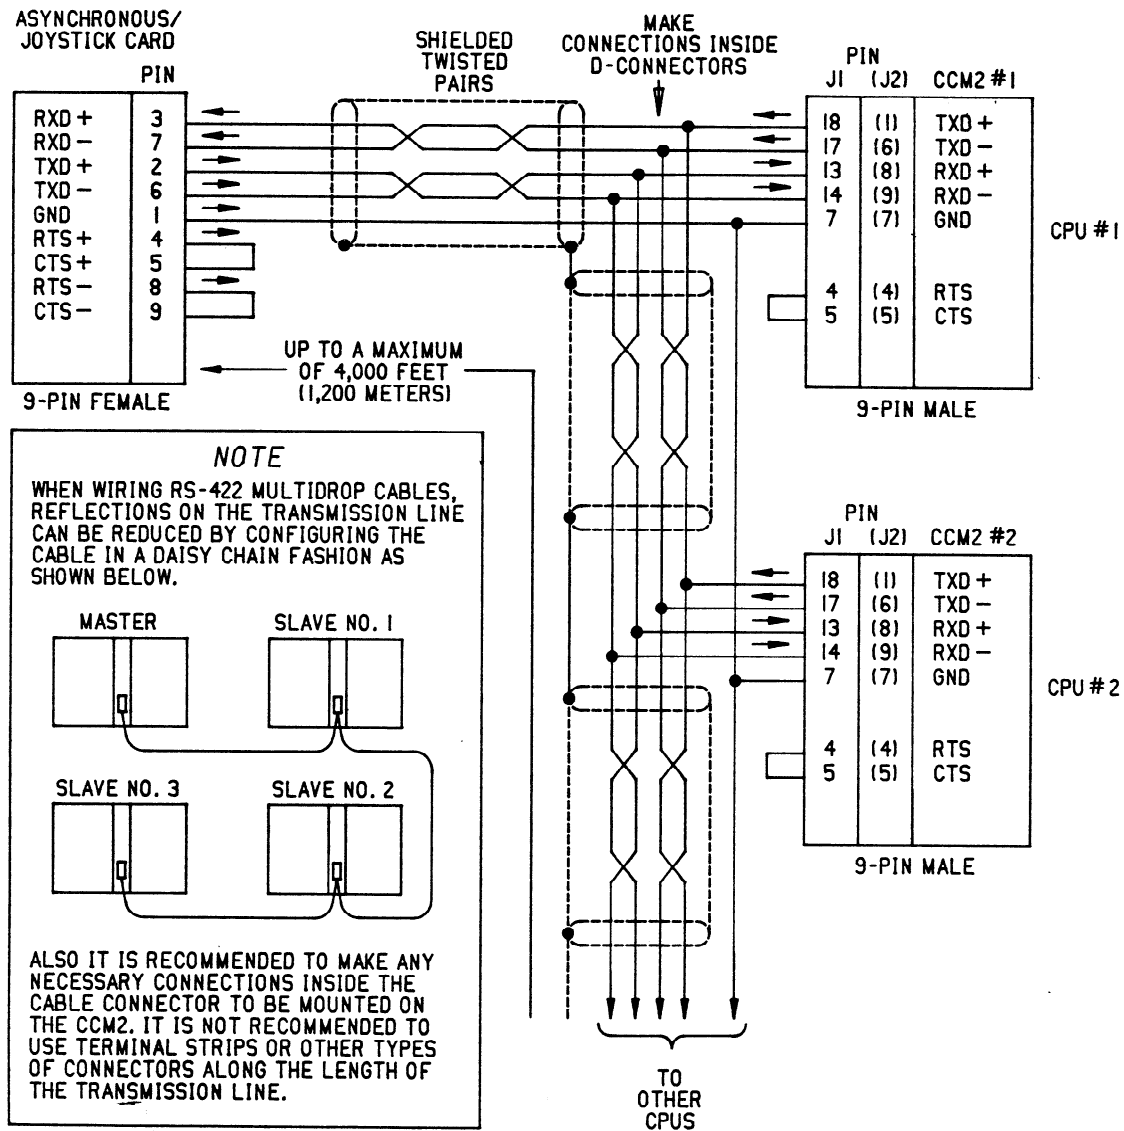 ASYNCHRONOUS/
JOYSTICK CARD
PIN
RXD + 3
RXD - 7
TXD + 2
TXD - 6
GND 1
RTS+ 4
CTS+ 5
RTS- 8
CTS- 9
9-PIN FEMALE
SHIELDED
TWISTED
PAIRS
MAKE
CONNECTIONS INSIDE
D-CONNECTORS
PIN
J1 (J2) CCM2 #1
18 (1) TXD +
17 (6) TXD -
13 (8) RXD +
14 (9) RXD -
7 (7) GND
4 (4) RTS
5 (5) CTS
CPU #1
9-PIN MALE
UP TO A MAXIMUM
OF 4,000 FEET
(1,200 METERS)
NOTE
WHEN WIRING RS-422 MULTIDROP CABLES,
REFLECTIONS ON THE TRANSMISSION LINE
CAN BE REDUCED BY CONFIGURING THE
CABLE IN A DAISY CHAIN FASHION AS
SHOWN BELOW.
MASTER
SLAVE NO. 1
SLAVE NO. 3
SLAVE NO. 2
ALSO IT IS RECOMMENDED TO MAKE ANY
NECESSARY CONNECTIONS INSIDE THE
CABLE CONNECTOR TO BE MOUNTED ON
THE CCM2. IT IS NOT RECOMMENDED TO
USE TERMINAL STRIPS OR OTHER TYPES
OF CONNECTORS ALONG THE LENGTH OF
THE TRANSMISSION LINE.
PIN
J1 (J2) CCM2 #2
18 (1) TXD +
17 (6) TXD -
13 (8) RXD +
14 (9) RXD -
7 (7) GND
4 (4) RTS
5 (5) CTS
CPU #2
9-PIN MALE
TO
OTHER
CPUS